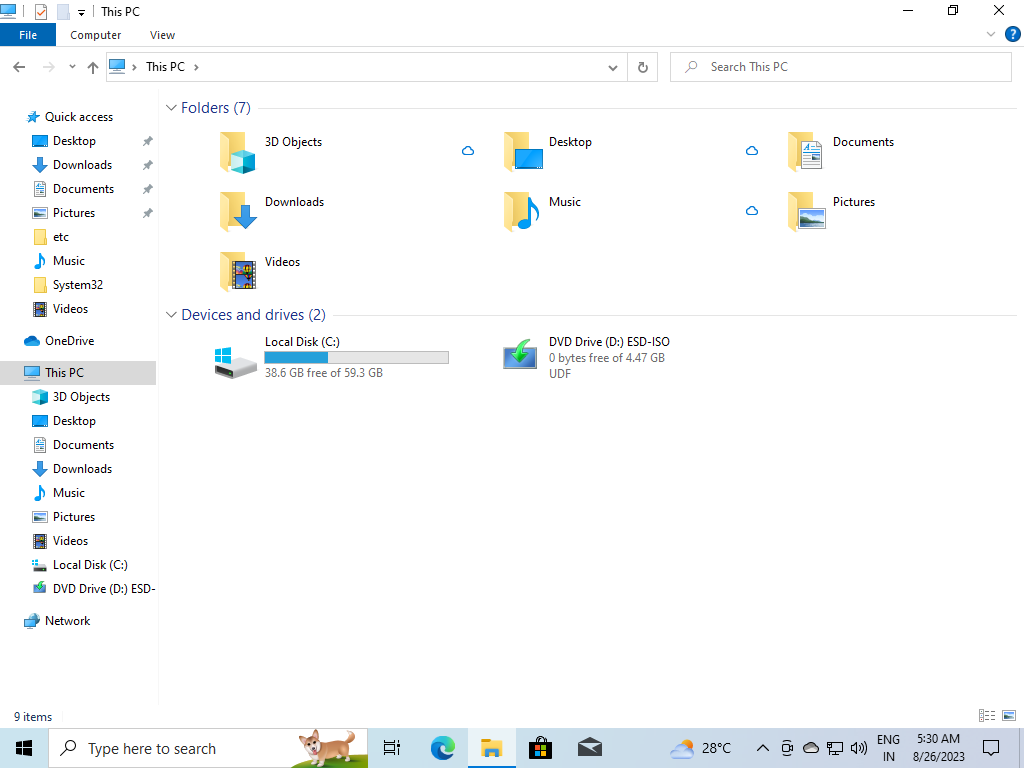 This PC
File Computer View
This PC
Search This PC
Quick access
Desktop
Downloads
Documents
Pictures
etc
Music
System32
Videos
OneDrive
This PC
3D Objects
Desktop
Documents
Downloads
Music
Pictures
Videos
Local Disk (C:)
DVD Drive (D:) ESD-
Network
Folders (7)
3D Objects
Desktop
Documents
Downloads
Music
Pictures
Videos
Devices and drives (2)
Local Disk (C:)
38.6 GB free of 59.3 GB
DVD Drive (D:) ESD-ISO
0 bytes free of 4.47 GB
UDF
9 items
Type here to search
28°C
ENG
IN
5:30 AM
8/26/2023